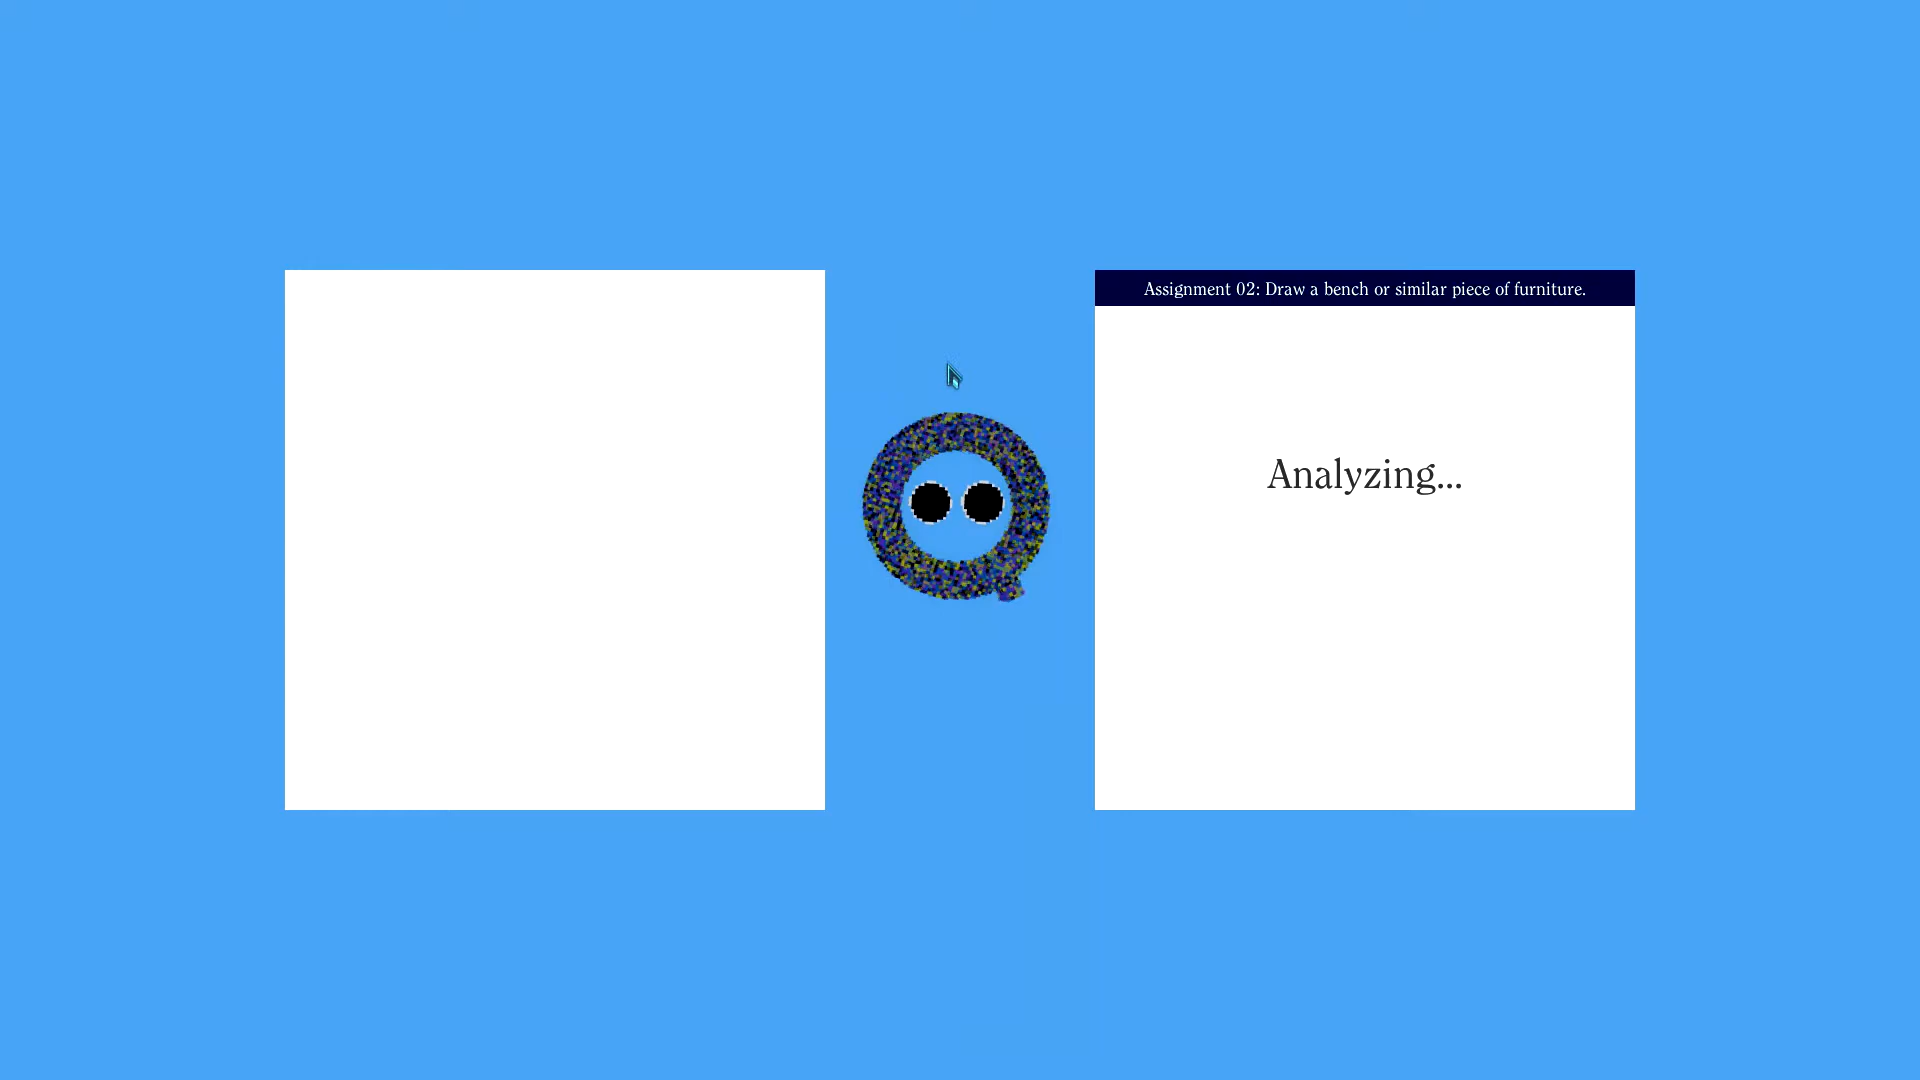 Assignment 02: Draw a bench or similar piece of furniture.
Analyzing...